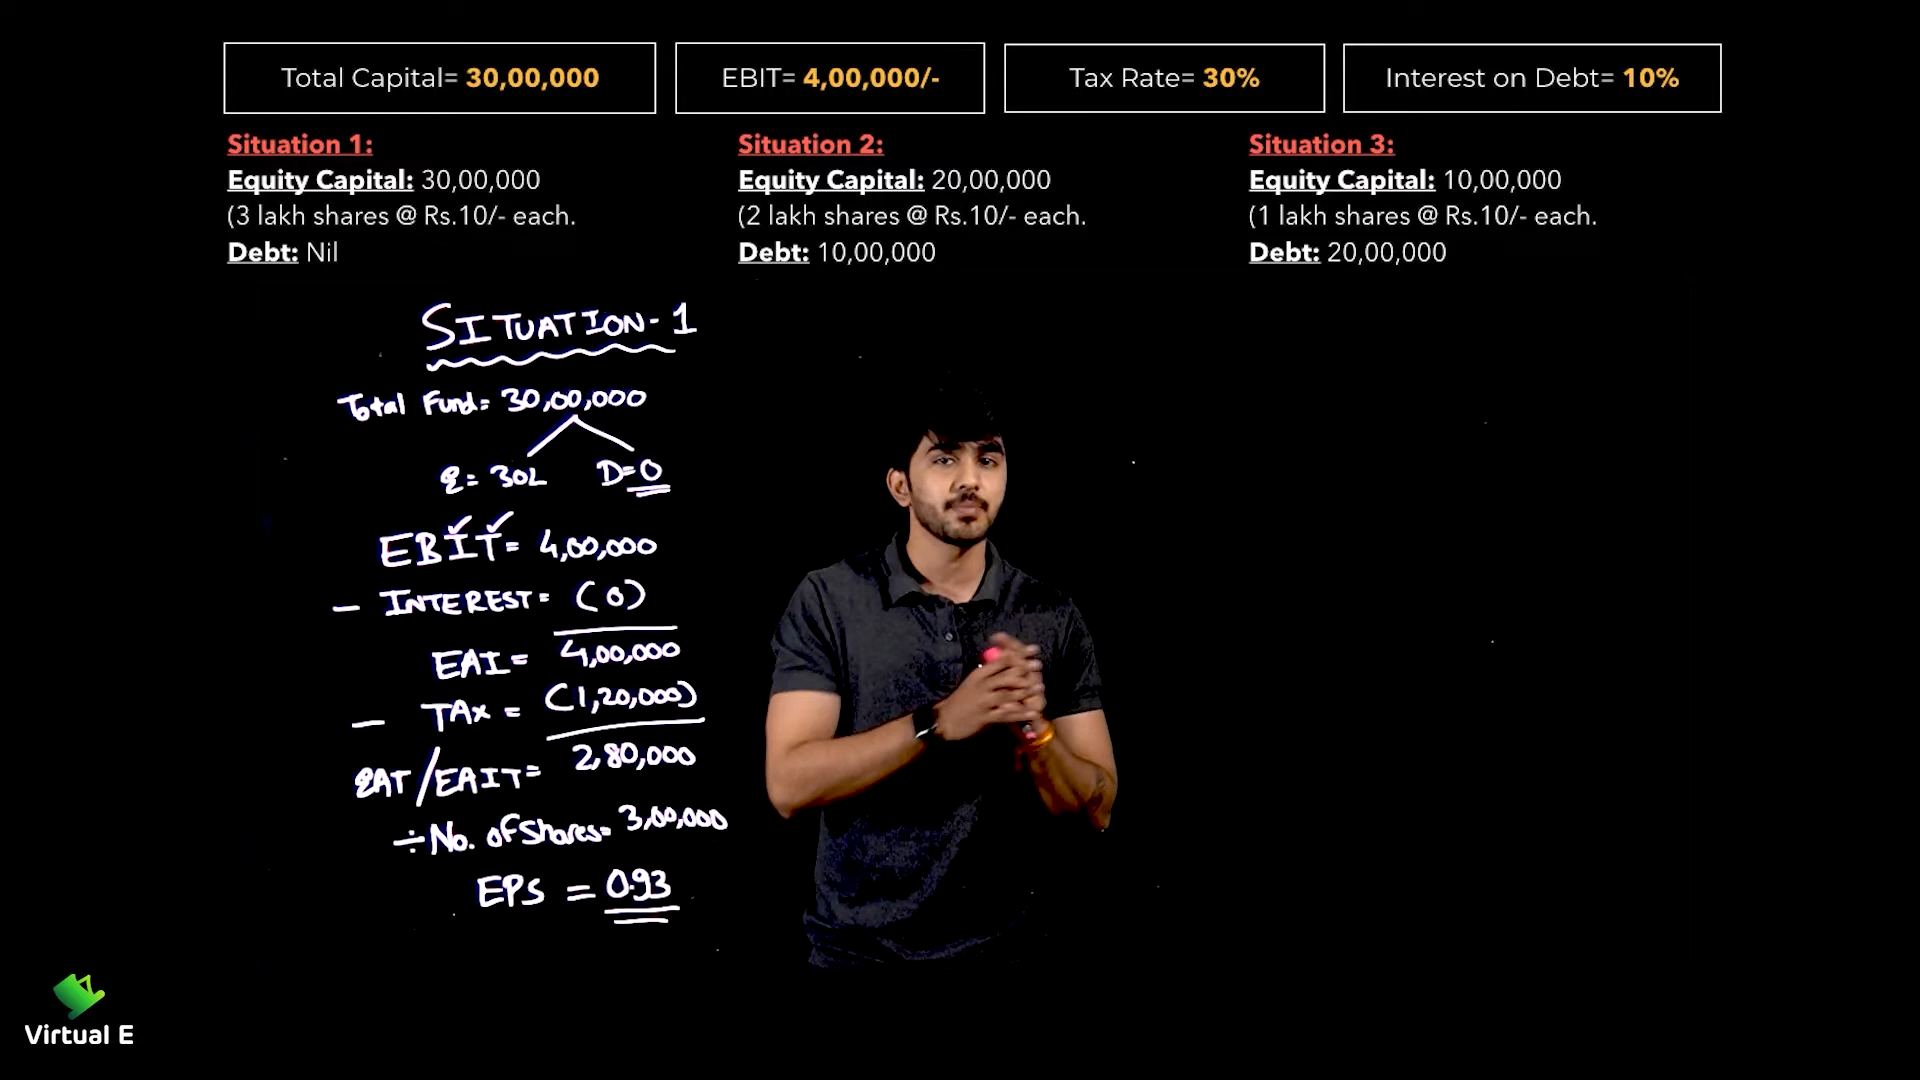 Total Capital= 30,00,000
EBIT= 4,00,000/-
Tax Rate= 30%
Interest on Debt= 10%
Situation 1:
Equity Capital: 30,00,000
(3 lakh shares @ Rs.10/- each.
Debt: Nil
Situation 2:
Equity Capital: 20,00,000
(2 lakh shares @ Rs.10/- each.
Debt: 10,00,000
Situation 3:
Equity Capital: 10,00,000
(1 lakh shares @ Rs.10/- each.
Debt: 20,00,000
SITUATION-1
Total Fund= 30,00,000
E= 30L D=0
EBIT= 4,00,000
– INTEREST= (0)
EAI= 4,00,000
– TAX = (1,20,000)
EAT/EAIT= 2,80,000
÷ No. of Shares= 3,00,000
EPS = 0.93
Virtual E